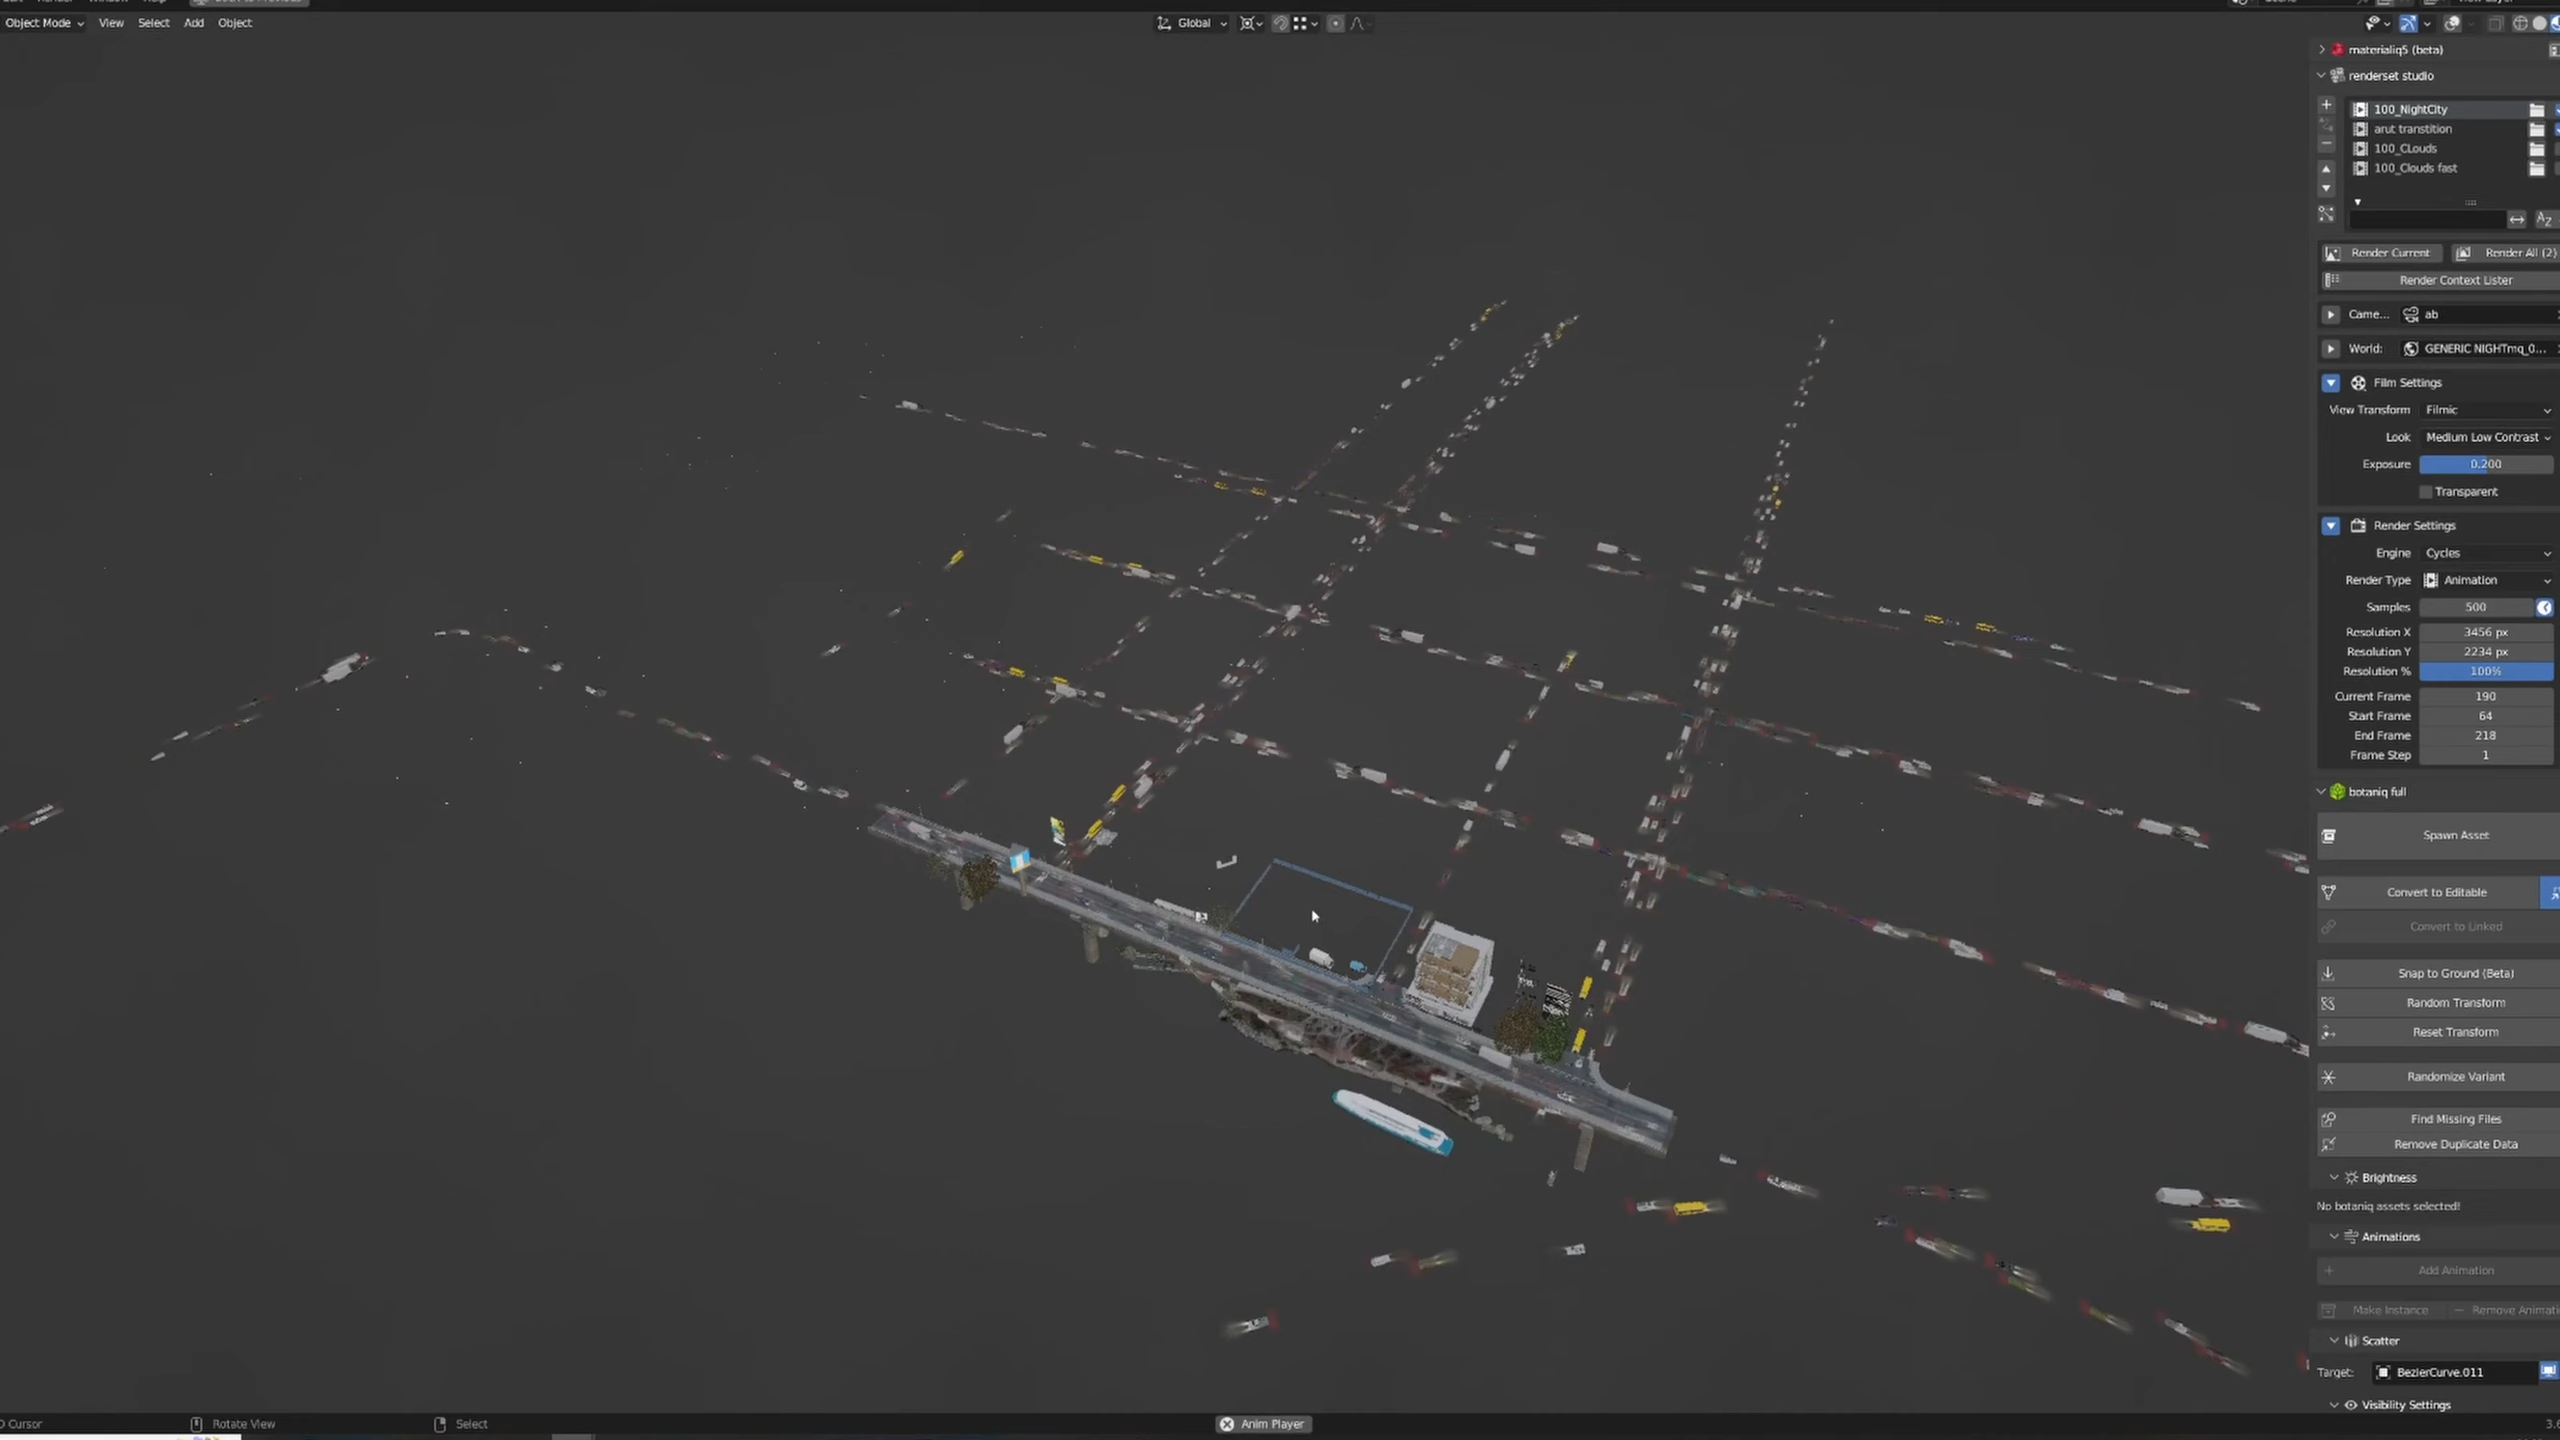 Object Mode View Select Add Object Global
materialiq5 (beta)
renderset studio
100_NightCity
arut transtition
100_CLouds
100_Clouds fast
Render Current Render All (2)
Render Context Lister
Came... ab
World: GENERIC NIGHTmq_0...
Film Settings
View Transform Filmic
Look Medium Low Contrast
Exposure 0.200
Transparent
Render Settings
Engine Cycles
Render Type Animation
Samples 500
Resolution X 3456 px
Resolution Y 2234 px
Resolution % 100%
Current Frame 190
Start Frame 64
End Frame 218
Frame Step 1
botaniq full
Spawn Asset
Convert to Editable
Convert to Linked
Snap to Ground (Beta)
Random Transform
Reset Transform
Randomize Variant
Find Missing Files
Remove Duplicate Data
Brightness
No botaniq assets selected!
Animations
Add Animation
Make Instance Remove Animati
Scatter
Target: BezierCurve.011
Visibility Settings
Cursor Rotate View Select Anim Player 3.6